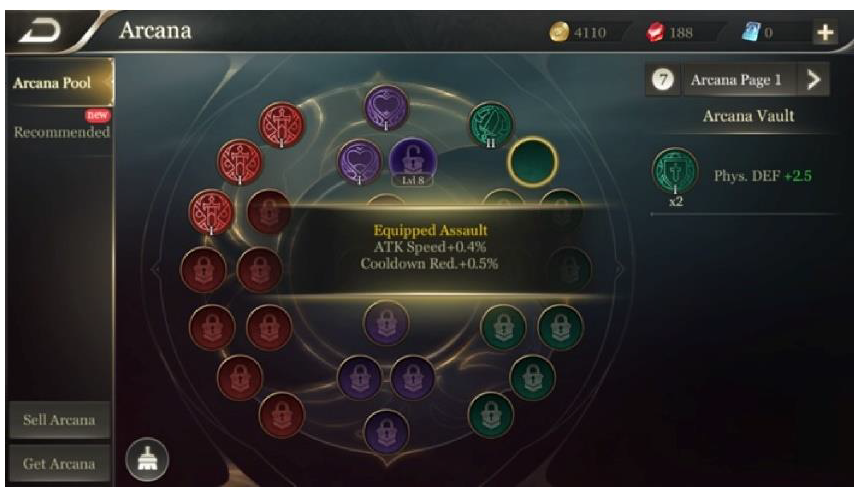 Arcana
4110
188
0
+
Arcana Pool
new
Recommended
7
Arcana Page 1
Arcana Vault
I
I
I
I
I
II
Lvl 8
I
x2
Phys. DEF +2.5
Equipped Assault
ATK Speed+0.4%
Cooldown Red.+0.5%
Sell Arcana
Get Arcana